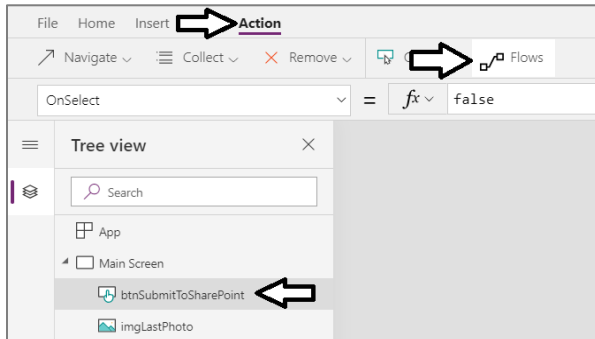 File Home Insert Action
Navigate Collect Remove Flows
OnSelect = fx false
Tree view
Search
App
Main Screen
btnSubmitToSharePoint
imgLastPhoto